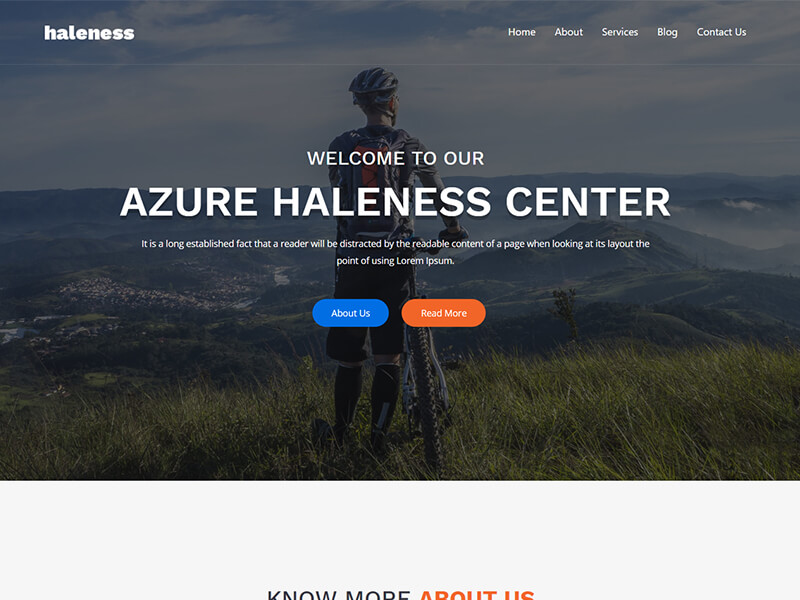 haleness
Home About Services Blog Contact Us
WELCOME TO OUR
AZURE HALENESS CENTER
It is a long established fact that a reader will be distracted by the readable content of a page when looking at its layout the
point of using Lorem Ipsum.
About Us Read More
KNOW MORE ABOUT US